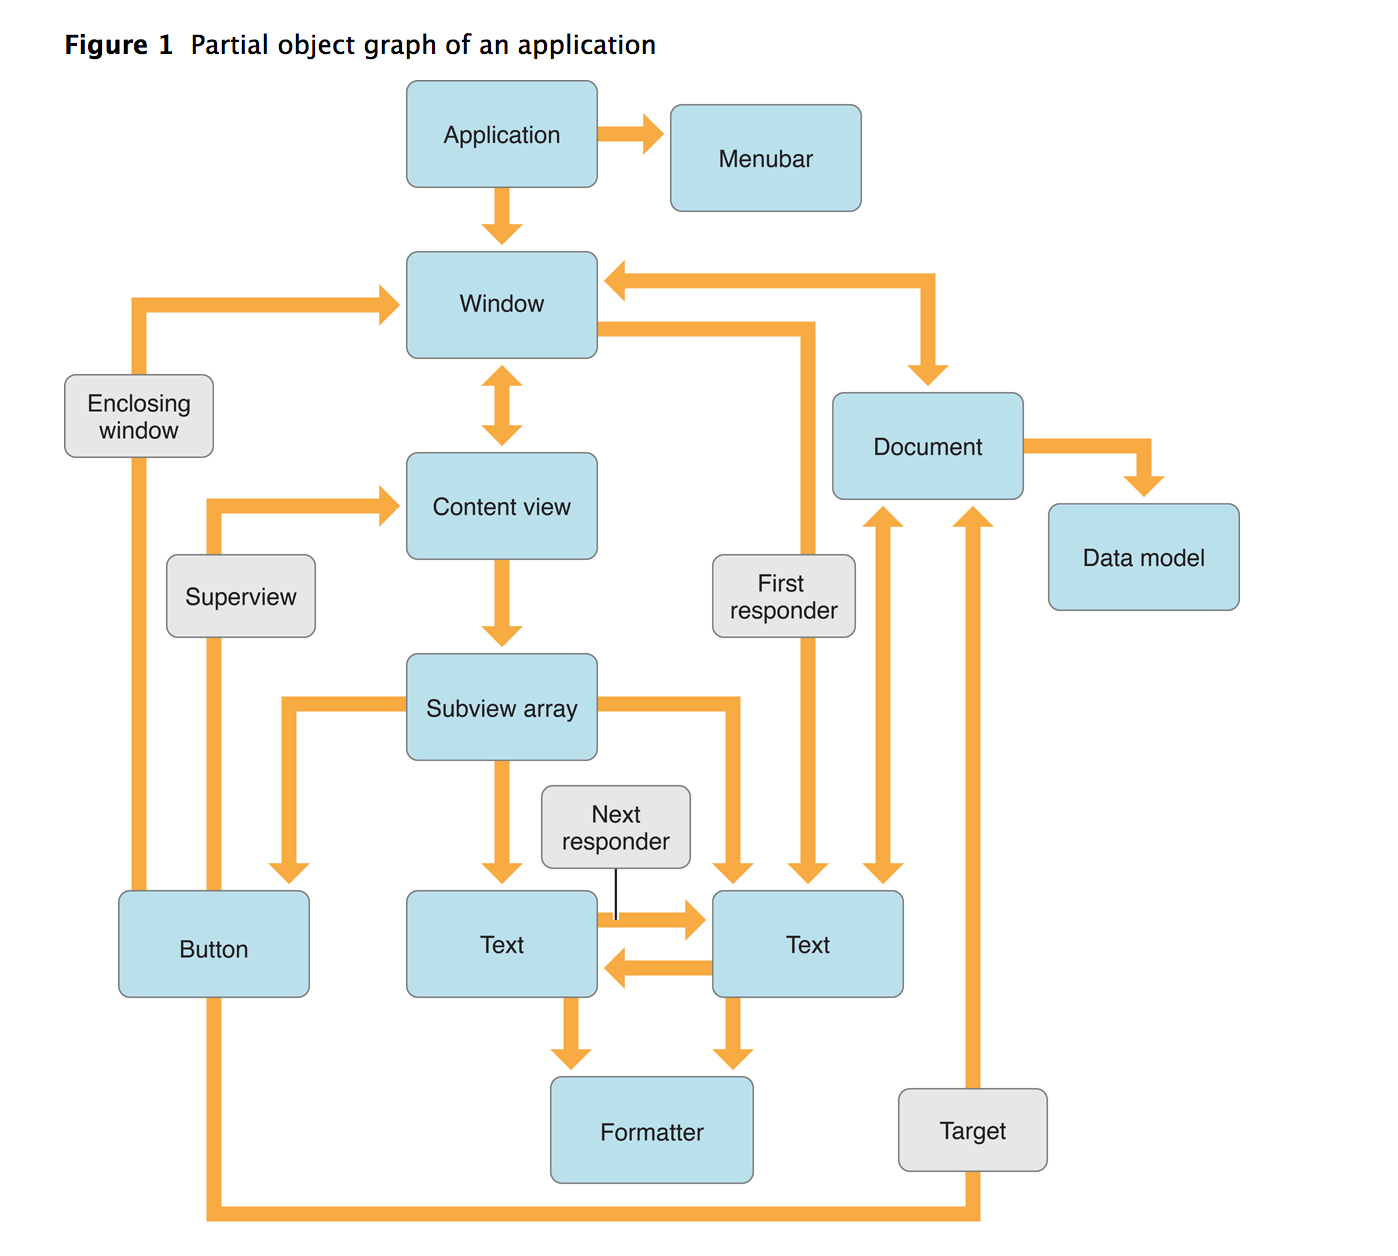 Figure 1 Partial object graph of an application
Application
Menubar
Window
Enclosing
window
Document
Content view
Data model
Superview
First
responder
Subview array
Next
responder
Button
Text
Text
Formatter
Target